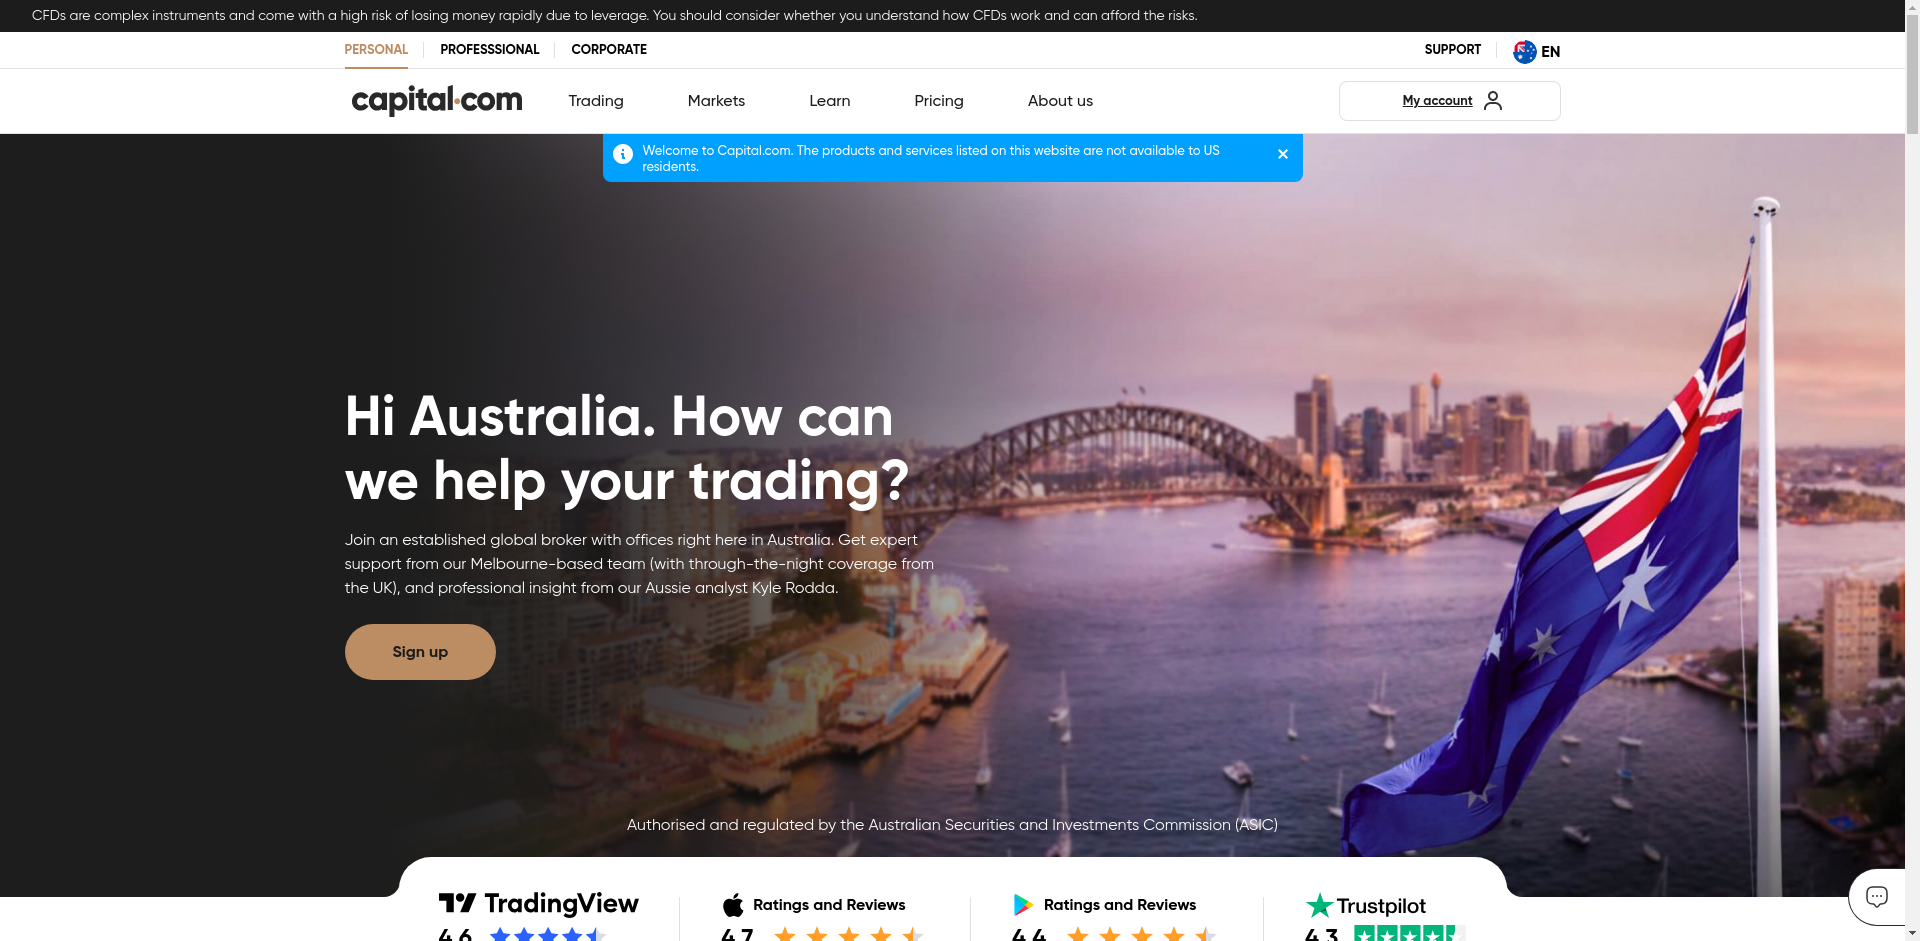 CFDs are complex instruments and come with a high risk of losing money rapidly due to leverage. You should consider whether you understand how CFDs work and can afford the risks.
PERSONAL
PROFESSSIONAL
CORPORATE
SUPPORT
EN
capital.com
Trading
Markets
Learn
Pricing
About us
My account
Welcome to Capital.com. The products and services listed on this website are not available to US
residents.
Hi Australia. How can
we help your trading?
Join an established global broker with offices right here in Australia. Get expert
support from our Melbourne-based team (with through-the-night coverage from
the UK), and professional insight from our Aussie analyst Kyle Rodda.
Sign up
Authorised and regulated by the Australian Securities and Investments Commission (ASIC)
TradingView
Ratings and Reviews
Ratings and Reviews
Trustpilot
4.6
4.7
4.4
4.3